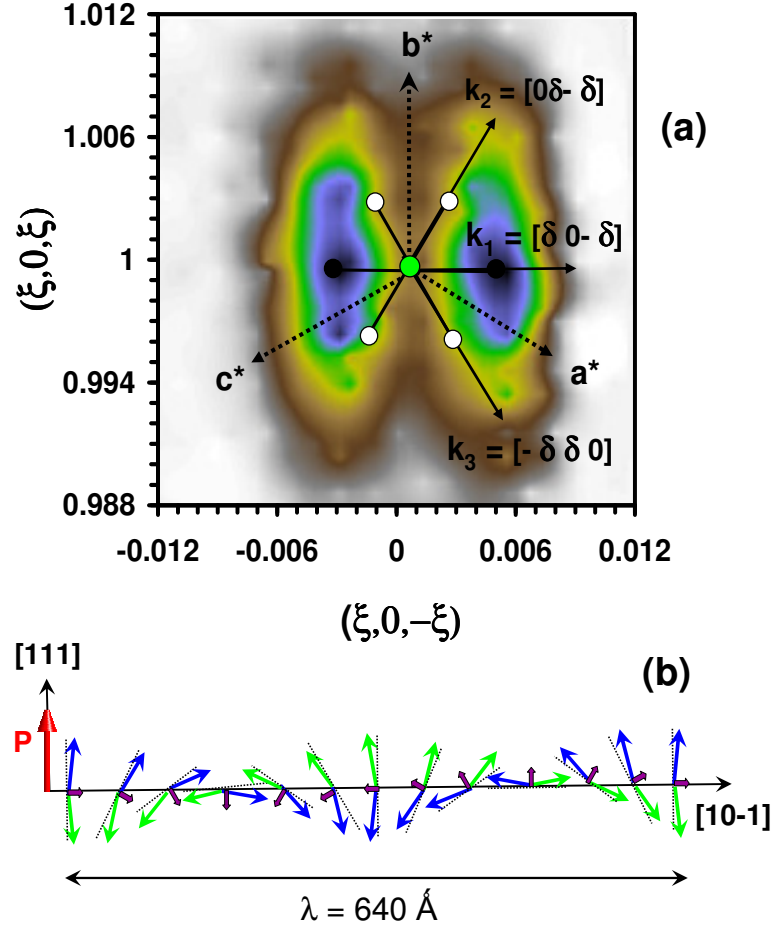 1.012
1.006
1
0.994
0.988
(ξ,0,ξ)
(a)
b*
k2 = [0δ- δ]
k1 = [δ 0- δ]
c*
a*
k3 = [- δ δ 0]
-0.012 -0.006 0 0.006 0.012
(ξ,0,−ξ)
[111]
(b)
P
[10-1]
λ = 640 Å